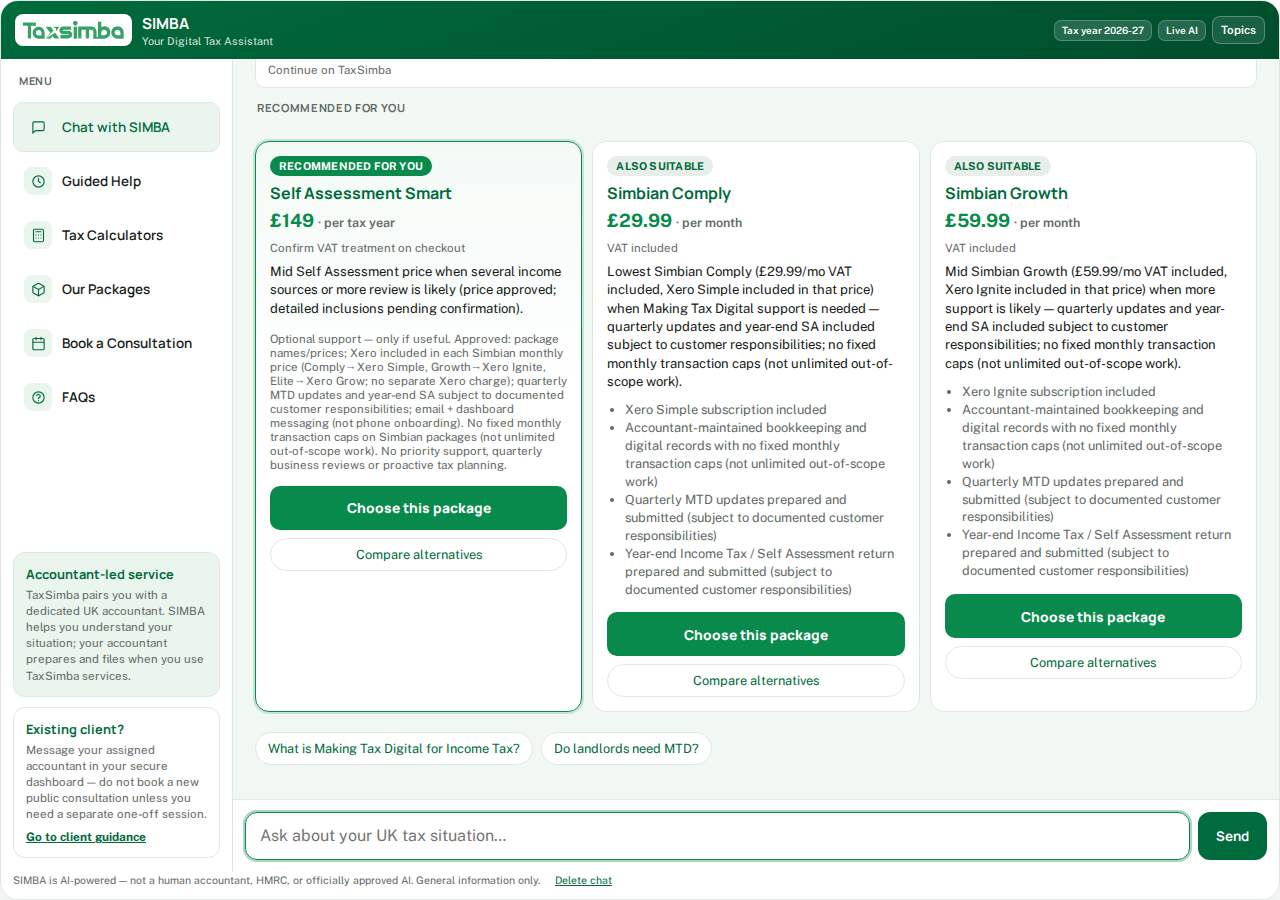 Taxsimba
SIMBA
Your Digital Tax Assistant
Tax year 2026-27
Live AI
Topics
MENU
Chat with SIMBA
Guided Help
Tax Calculators
Our Packages
Book a Consultation
FAQs
Accountant-led service
TaxSimba pairs you with a
dedicated UK accountant. SIMBA
helps you understand your
situation; your accountant
prepares and files when you use
TaxSimba services.
Existing client?
Message your assigned
accountant in your secure
dashboard — do not book a new
public consultation unless you
need a separate one-off session.
Go to client guidance
Continue on TaxSimba
RECOMMENDED FOR YOU
RECOMMENDED FOR YOU
Self Assessment Smart
£149 · per tax year
Confirm VAT treatment on checkout
Mid Self Assessment price when several income
sources or more review is likely (price approved;
detailed inclusions pending confirmation).
Optional support — only if useful. Approved: package
names/prices; Xero included in each Simbian monthly
price (Comply→Xero Simple, Growth→Xero Ignite,
Elite→Xero Grow; no separate Xero charge); quarterly
MTD updates and year-end SA subject to documented
customer responsibilities; email + dashboard
messaging (not phone onboarding). No fixed monthly
transaction caps on Simbian packages (not unlimited
out-of-scope work). No priority support, quarterly
business reviews or proactive tax planning.
Choose this package
Compare alternatives
ALSO SUITABLE
Simbian Comply
£29.99 · per month
VAT included
Lowest Simbian Comply (£29.99/mo VAT
included, Xero Simple included in that price)
when Making Tax Digital support is needed —
quarterly updates and year-end SA included
subject to customer responsibilities; no fixed
monthly transaction caps (not unlimited out-of-
scope work).
• Xero Simple subscription included
• Accountant-maintained bookkeeping and
digital records with no fixed monthly
transaction caps (not unlimited out-of-scope
work)
• Quarterly MTD updates prepared and
submitted (subject to documented customer
responsibilities)
• Year-end Income Tax / Self Assessment return
prepared and submitted (subject to
documented customer responsibilities)
Choose this package
Compare alternatives
ALSO SUITABLE
Simbian Growth
£59.99 · per month
VAT included
Mid Simbian Growth (£59.99/mo VAT included,
Xero Ignite included in that price) when more
support is likely — quarterly updates and year-
end SA included subject to customer
responsibilities; no fixed monthly transaction
caps (not unlimited out-of-scope work).
• Xero Ignite subscription included
• Accountant-maintained bookkeeping and
digital records with no fixed monthly
transaction caps (not unlimited out-of-scope
work)
• Quarterly MTD updates prepared and
submitted (subject to documented customer
responsibilities)
• Year-end Income Tax / Self Assessment return
prepared and submitted (subject to
documented customer responsibilities)
Choose this package
Compare alternatives
What is Making Tax Digital for Income Tax?
Do landlords need MTD?
Ask about your UK tax situation...
Send
SIMBA is AI-powered — not a human accountant, HMRC, or officially approved AI. General information only.
Delete chat